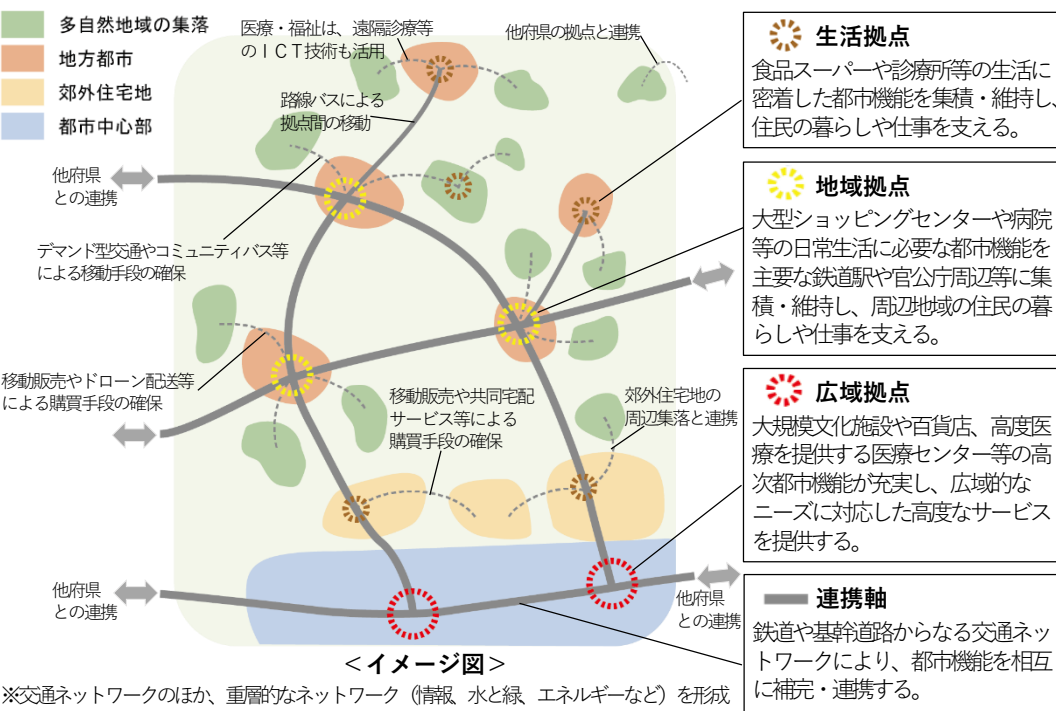 多自然地域の集落
地方都市
郊外住宅地
都市中心部
医療・福祉は、遠隔診療等
のＩＣＴ技術も活用
他府県の拠点と連携
路線バスによる
拠点間の移動
他府県
との連携
デマンド型交通やコミュニティバス等
による移動手段の確保
移動販売やドローン配送等
による購買手段の確保
移動販売や共同宅配
サービス等による
購買手段の確保
郊外住宅地の
周辺集落と連携
他府県
との連携
他府県
との連携
＜イメージ図＞
※交通ネットワークのほか、重層的なネットワーク（情報、水と緑、エネルギーなど）を形成
生活拠点
食品スーパーや診療所等の生活に
密着した都市機能を集積・維持し、
住民の暮らしや仕事を支える。
地域拠点
大型ショッピングセンターや病院
等の日常生活に必要な都市機能を
主要な鉄道駅や官公庁周辺等に集
積・維持し、周辺地域の住民の暮
らしや仕事を支える。
広域拠点
大規模文化施設や百貨店、高度医
療を提供する医療センター等の高
次都市機能が充実し、広域的な
ニーズに対応した高度なサービス
を提供する。
連携軸
鉄道や基幹道路からなる交通ネッ
トワークにより、都市機能を相互
に補完・連携する。